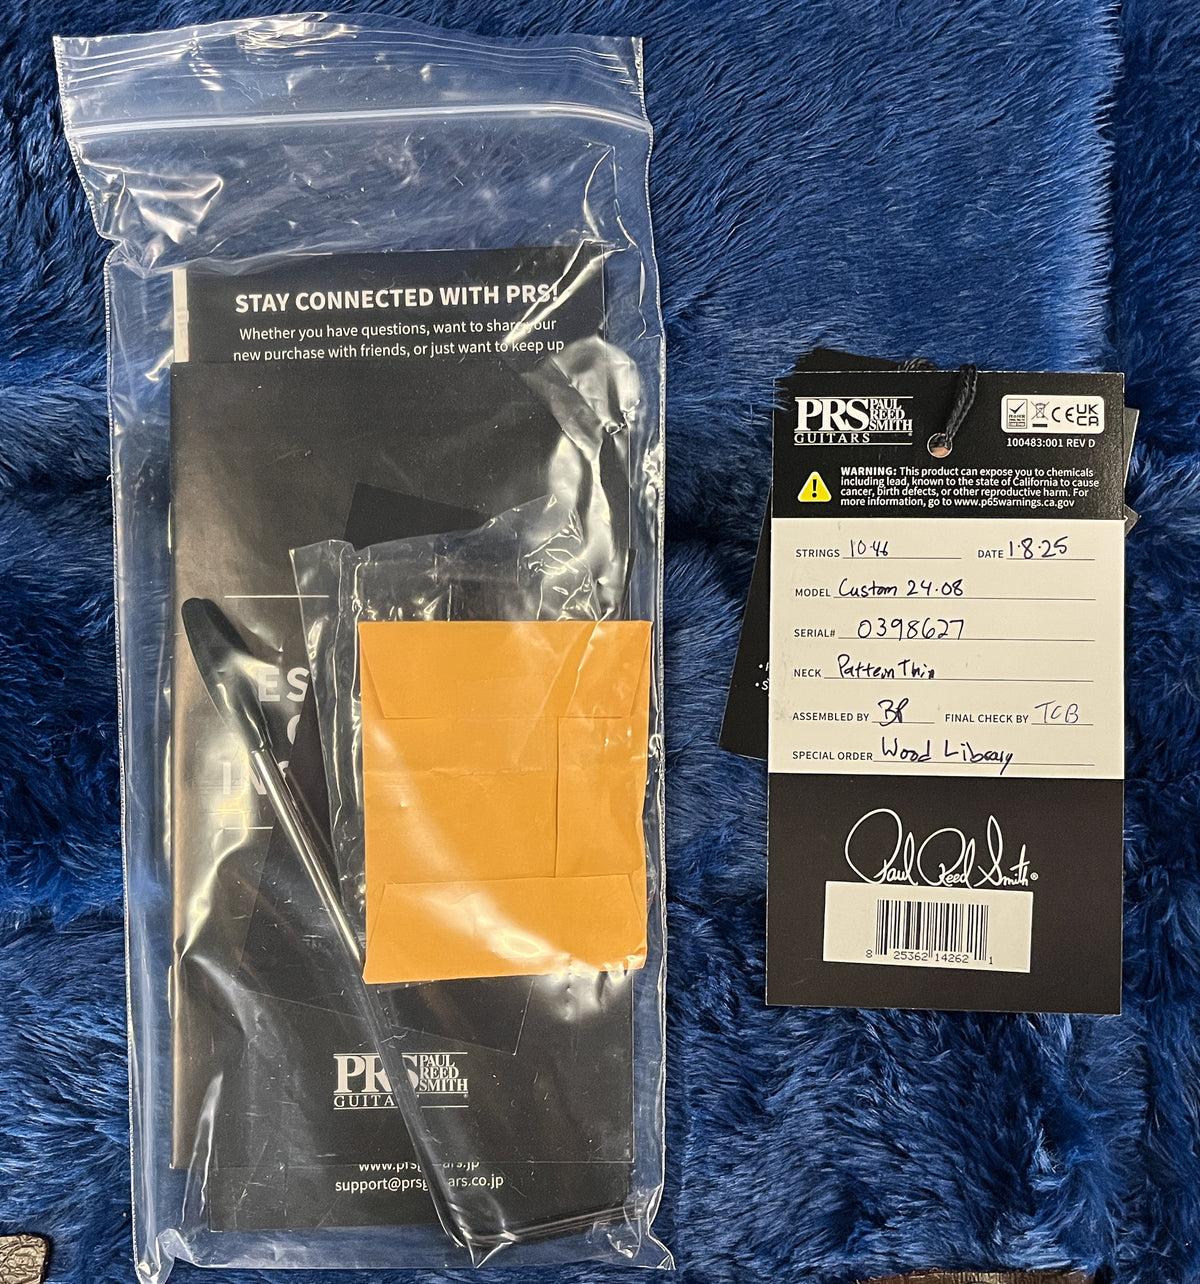 STAY CONNECTED WITH PRS!
Whether you have questions, want to share your
new purchase with friends, or just want to keep up
ES
IN
PRS PAUL REED SMITH
GUITARS
support@prsguitars.co.jp
PRS PAUL REED SMITH
GUITARS
CE UK CA
100483:001 REV D
WARNING: This product can expose you to chemicals
including lead, known to the state of California to cause
cancer, birth defects, or other reproductive harm. For
more information, go to www.p65warnings.ca.gov
STRINGS 10-46 DATE 1·8·25
MODEL Custom 24·08
SERIAL# 0398627
NECK Pattern Thin
ASSEMBLED BY BP FINAL CHECK BY TCB
SPECIAL ORDER Wood Library
Paul Reed Smith®
8 25362 14262 1